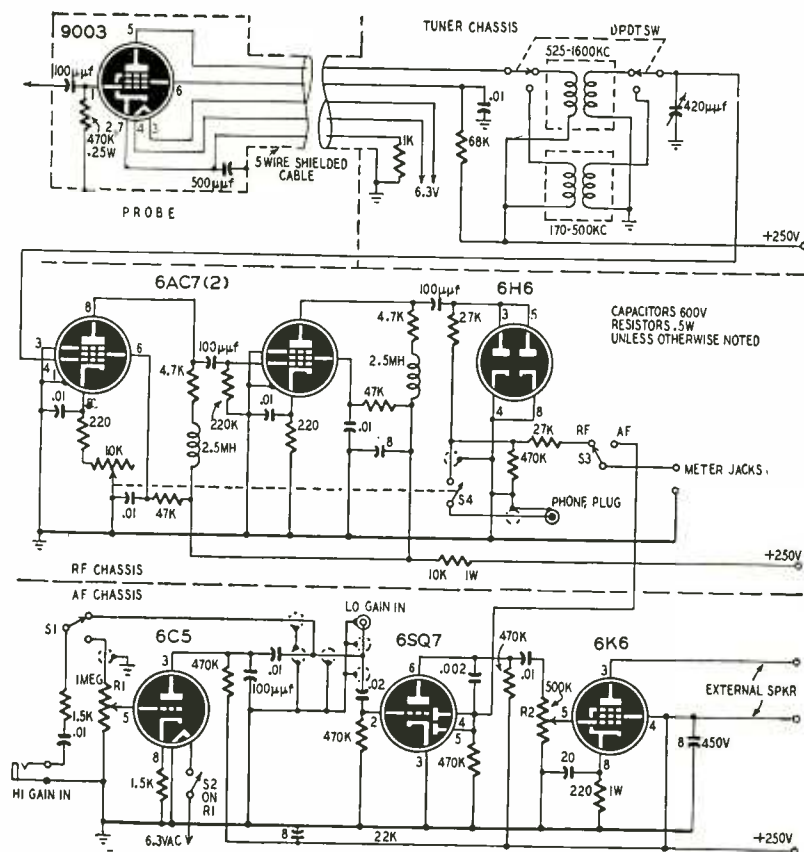 9003
TUNER CHASSIS
DPDT SW
525-1600KC
5
100µµf
1
6
2
7
4
3
470K
.25W
500µµf
5 WIRE SHIELDED
CABLE
PROBE
1K
6.3V
.01
68K
420µµf
170-500KC
+250V
6AC7(2)
6H6
8
3
4
1
6
.01
220
10K
.01
47K
4.7K
2.5MH
100µµf
220K
.01
220
.01
47K
8
4.7K
2.5MH
100µµf
27K
3
5
4
8
CAPACITORS 600V
RESISTORS .5W
UNLESS OTHERWISE NOTED
27K
470K
RF
AF
S3
S4
METER JACKS
PHONE PLUG
10K 1W
+250V
RF CHASSIS
AF CHASSIS
S1
1MEG
R1
1.5K
.01
HI GAIN IN
6C5
3
5
8
1.5K
S2
ON
R1
6.3VAC
470K
.01
100µµf
8
22K
LO GAIN IN
.02
470K
6SQ7
6
2
3
4
5
.002
470K
470K
.01
500K
R2
6K6
3
5
4
8
20
220
1W
EXTERNAL SPKR
8
450V
+250V